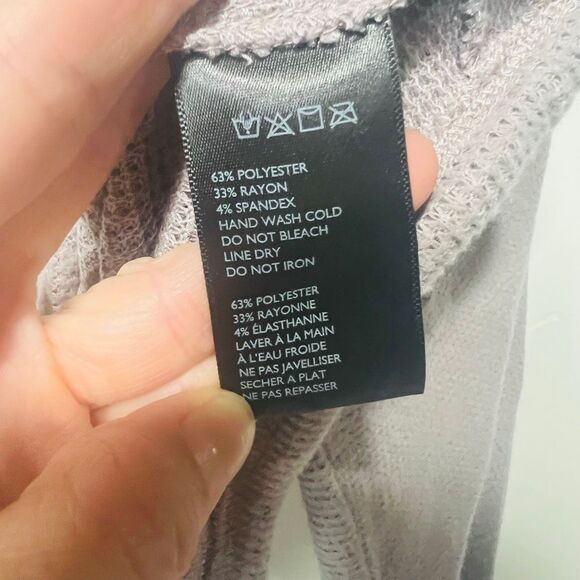 63% POLYESTER
33% RAYON
4% SPANDEX
HAND WASH COLD
DO NOT BLEACH
LINE DRY
DO NOT IRON
63% POLYESTER
33% RAYONNE
4% ÉLASTHANNE
LAVER À LA MAIN
À L'EAU FROIDE
NE PAS JAVELLISER
SECHER A PLAT
NE PAS REPASSER